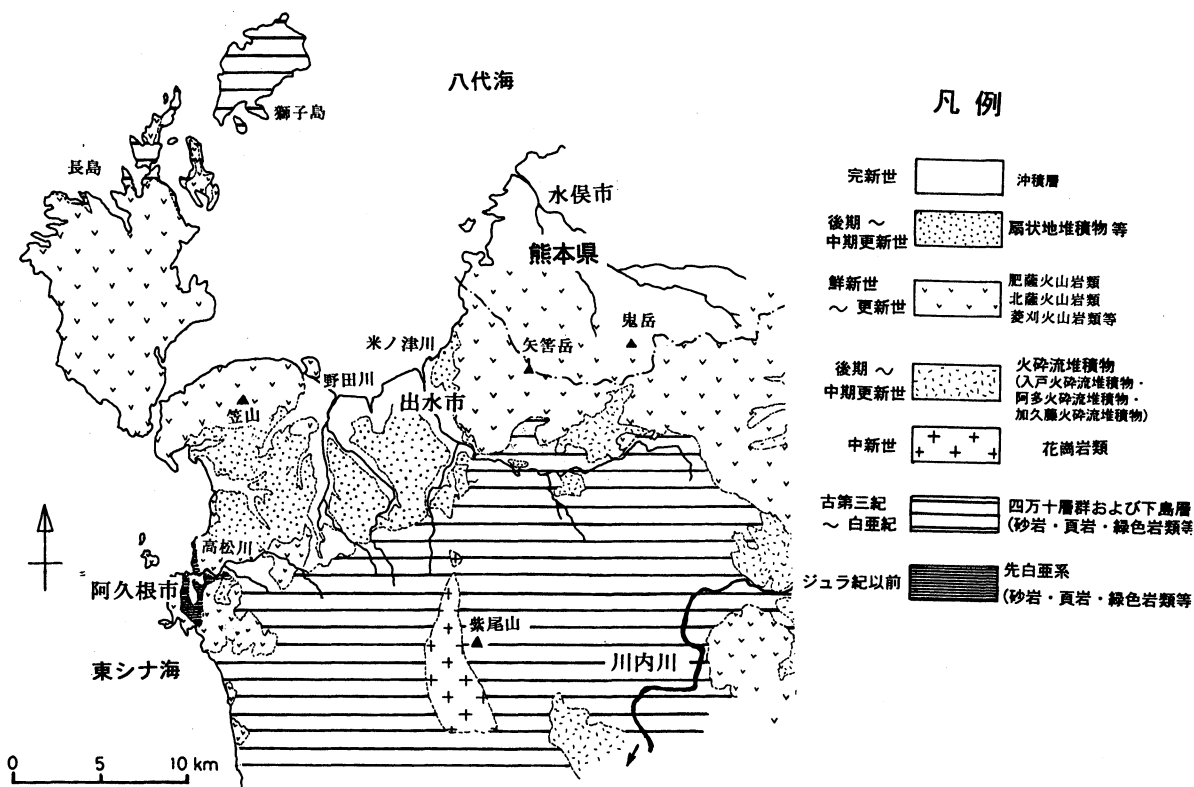 八代海
獅子島
長島
水俣市
熊本県
鬼岳
矢筈岳
米ノ津川
野田川
出水市
笠山
高松川
阿久根市
紫尾山
川内川
東シナ海
0 5 10 km
凡例
完新世 沖積層
後期～
中期更新世
扇状地堆積物等
鮮新世
～更新世
肥薩火山岩類
北薩火山岩類
菱刈火山岩類等
後期～
中期更新世
火砕流堆積物
(入戸火砕流堆積物・
阿多火砕流堆積物・
加久藤火砕流堆積物)
中新世 花崗岩類
古第三紀
～白亜紀
四万十層群および下島層
(砂岩・頁岩・緑色岩類等
ジュラ紀以前
先白亜系
(砂岩・頁岩・緑色岩類等